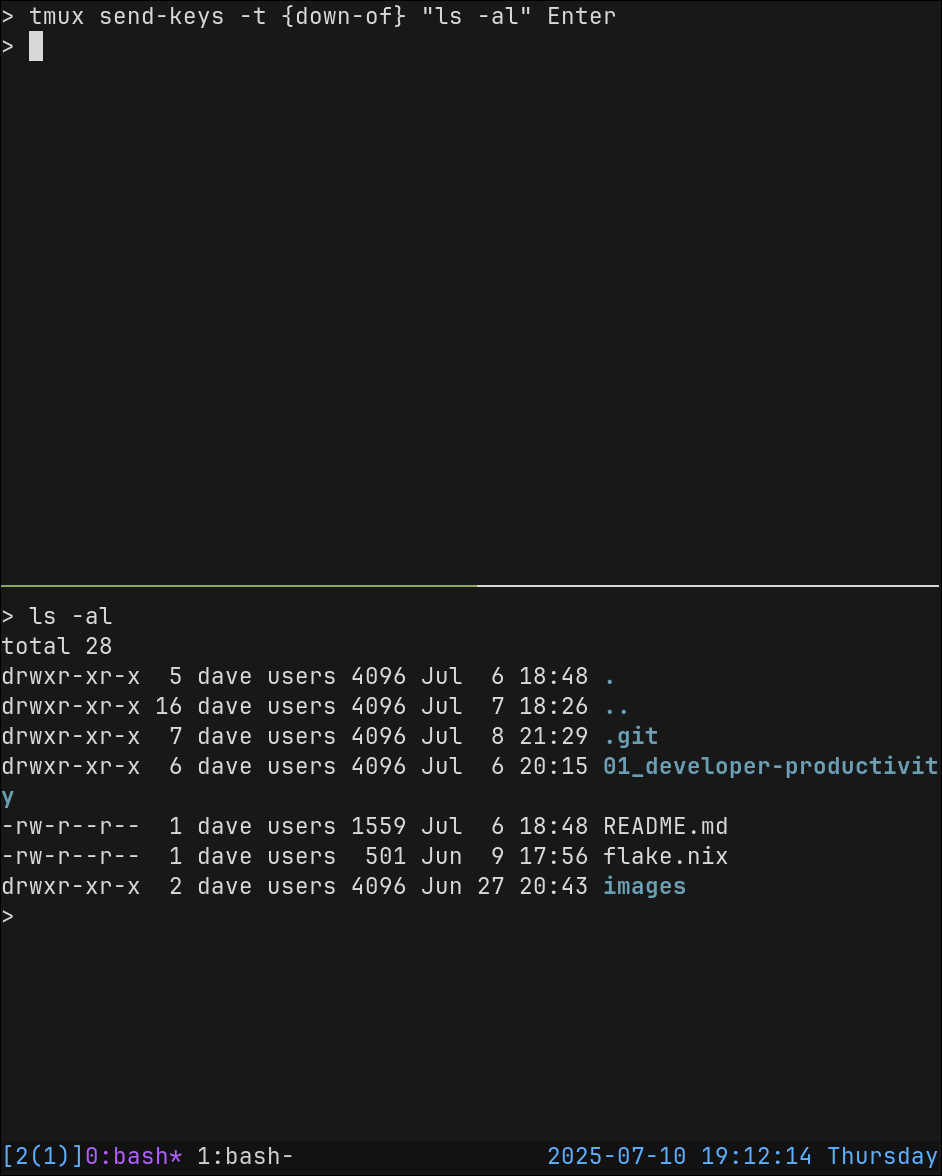 > tmux send-keys -t {down-of} "ls -al" Enter
>
> ls -al
total 28
drwxr-xr-x  5 dave users 4096 Jul  6 18:48 .
drwxr-xr-x 16 dave users 4096 Jul  7 18:26 ..
drwxr-xr-x  7 dave users 4096 Jul  8 21:29 .git
drwxr-xr-x  6 dave users 4096 Jul  6 20:15 01_developer-productivit
y
-rw-r--r--  1 dave users 1559 Jul  6 18:48 README.md
-rw-r--r--  1 dave users  501 Jun  9 17:56 flake.nix
drwxr-xr-x  2 dave users 4096 Jun 27 20:43 images
>
[2(1)]0:bash* 1:bash- 2025-07-10 19:12:14 Thursday